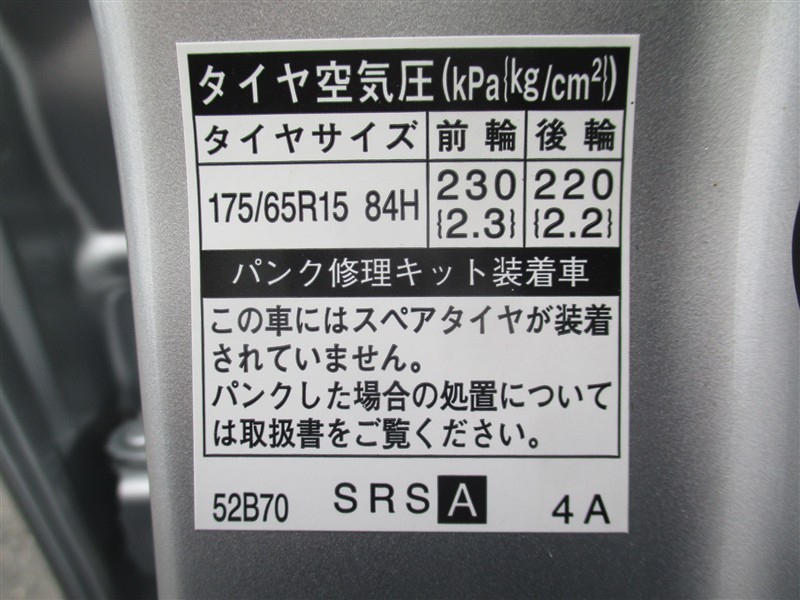 タイヤ空気圧(kPa{kg/cm²})
タイヤサイズ 前輪 後輪
175/65R15 84H 230 220
{2.3} {2.2}
パンク修理キット装着車
この車にはスペアタイヤが装着
されていません。
パンクした場合の処置について
は取扱書をご覧ください。
52B70 SRS A 4A